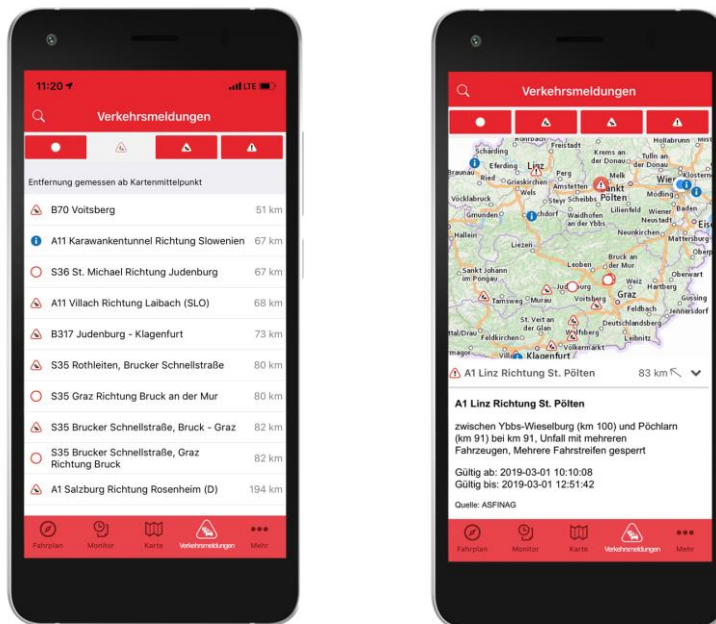 11:20
LTE
Verkehrsmeldungen
Entfernung gemessen ab Kartenmittelpunkt
B70 Voitsberg 51 km
A11 Karawankentunnel Richtung Slowenien 67 km
S36 St. Michael Richtung Judenburg 67 km
A11 Villach Richtung Laibach (SLO) 68 km
B317 Judenburg - Klagenfurt 73 km
S35 Rothleiten, Brucker Schnellstraße 80 km
S35 Graz Richtung Bruck an der Mur 80 km
S35 Brucker Schnellstraße, Bruck - Graz 82 km
S35 Brucker Schnellstraße, Graz
Richtung Bruck 82 km
A1 Salzburg Richtung Rosenheim (D) 194 km
Fahrplan Monitor Karte Verkehrsmeldungen Mehr
Verkehrsmeldungen
Freistadt Hollabrunn
Schärding Krems an Tulln an
Eferding Linz der Donau der Donau
Braunau Ried Grieskirchen Perg Melk
Wels Amstetten Pölten Mödling
Vöcklabruck Steyr Scheibbs Lilienfeld Wiener Baden
Gmunden Waidhofen Neustadt
an der Ybbs
Hallein Neunkirchen Mattersburg
Liezen
Leoben Bruck an
der Mur
Sankt Johann Oberwart
im Pongau Weiz Hartberg
Tamsweg Murau Voitsberg Graz Güssing
Feldbach Jennersdorf
St. Veit an
der Glan Deutschlandsberg
Feldkirchen Wolfsberg Leibnitz
Völkermarkt
Klagenfurt
A1 Linz Richtung St. Pölten 83 km
A1 Linz Richtung St. Pölten
zwischen Ybbs-Wieselburg (km 100) und Pöchlarn
(km 91) bei km 91, Unfall mit mehreren
Fahrzeugen, Mehrere Fahrstreifen gesperrt
Gültig ab: 2019-03-01 10:10:08
Gültig bis: 2019-03-01 12:51:42
Quelle: ASFINAG
Fahrplan Monitor Karte Verkehrsmeldungen Mehr